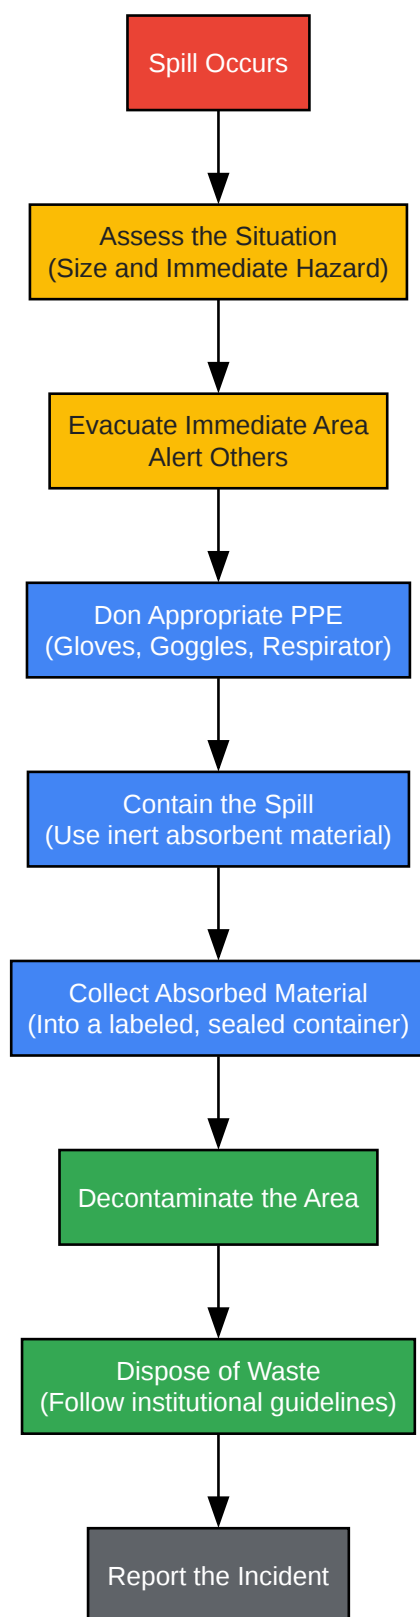 Spill Occurs
Assess the Situation
(Size and Immediate Hazard)
Evacuate Immediate Area
Alert Others
Don Appropriate PPE
(Gloves, Goggles, Respirator)
Contain the Spill
(Use inert absorbent material)
Collect Absorbed Material
(Into a labeled, sealed container)
Decontaminate the Area
Dispose of Waste
(Follow institutional guidelines)
Report the Incident